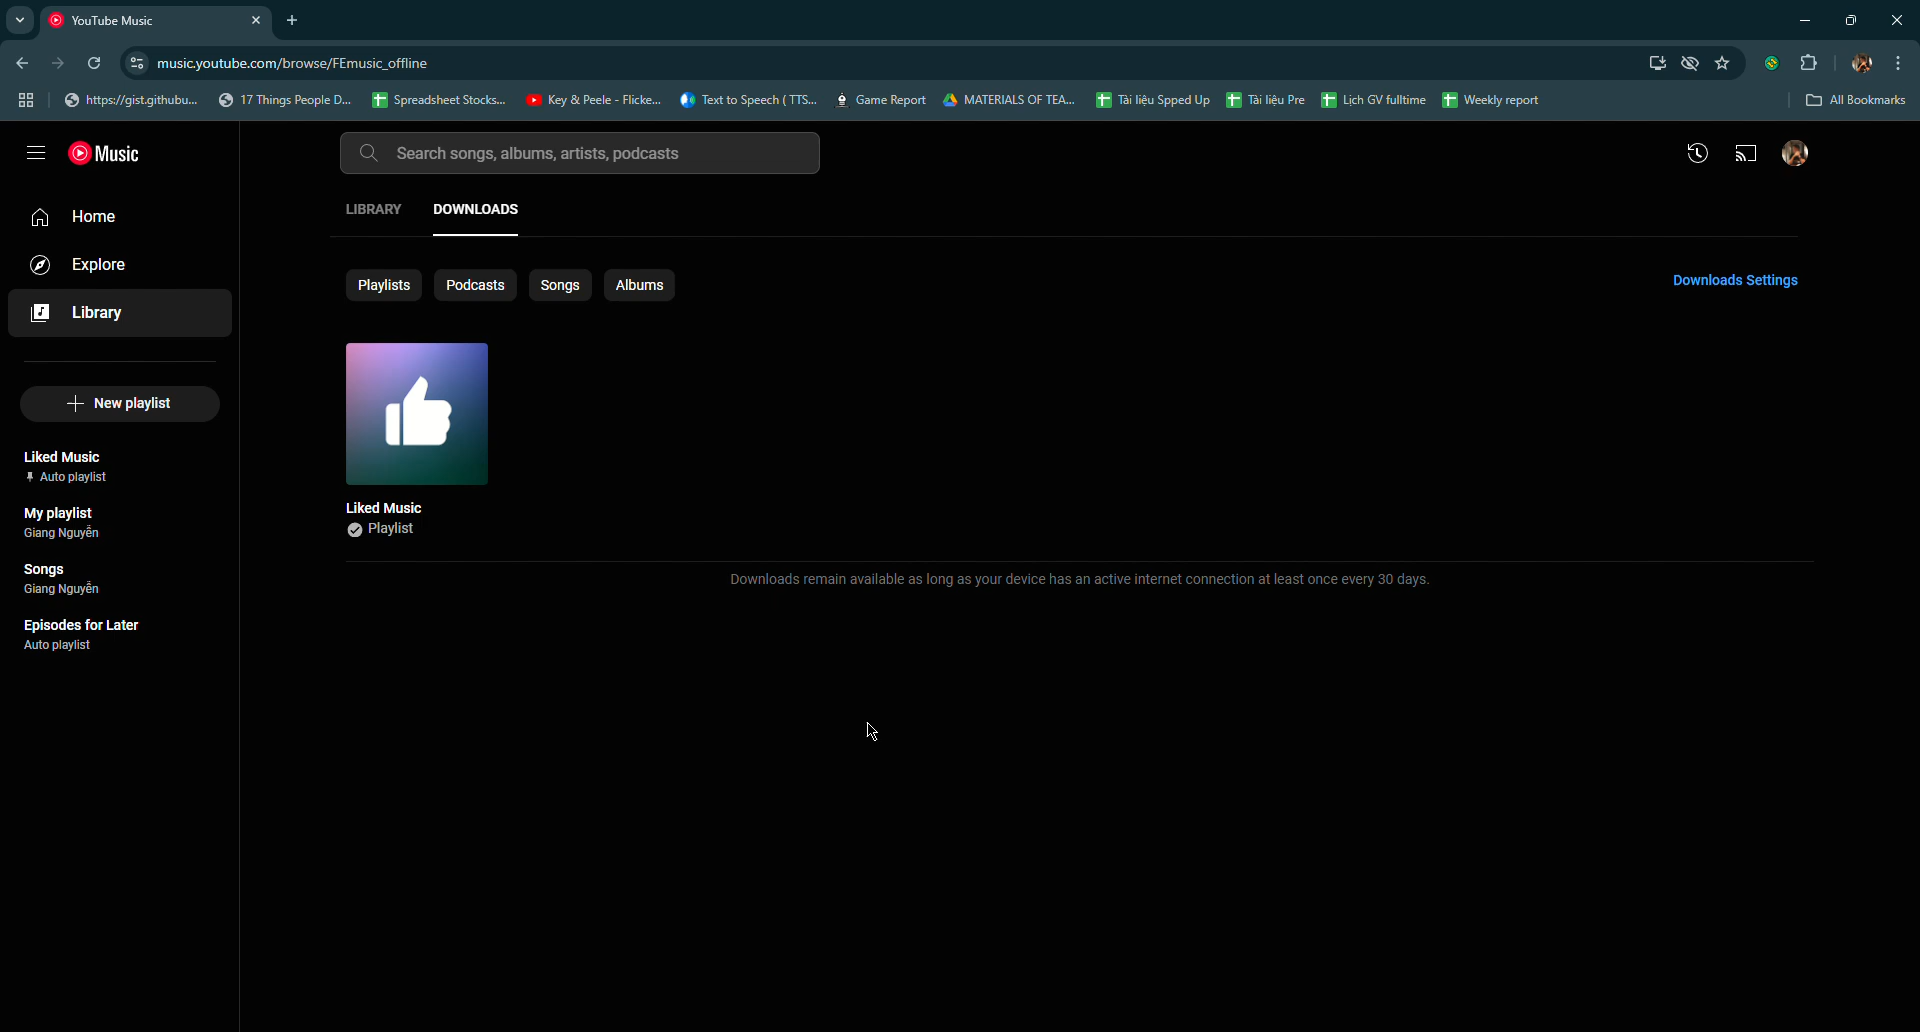 YouTube Music
music.youtube.com/browse/FEmusic_offline
https://gist.githubu...
17 Things People D...
Spreadsheet Stocks...
Key & Peele - Flicke...
Text to Speech ( TTS...
Game Report
MATERIALS OF TEA...
Tài liệu Spped Up
Tài liệu Pre
Lịch GV fulltime
Weekly report
All Bookmarks
Music
Search songs, albums, artists, podcasts
Home
Explore
Library
New playlist
Liked Music
Auto playlist
My playlist
Giang Nguyễn
Songs
Giang Nguyễn
Episodes for Later
Auto playlist
LIBRARY
DOWNLOADS
Playlists
Podcasts
Songs
Albums
Downloads Settings
Liked Music
Playlist
Downloads remain available as long as your device has an active internet connection at least once every 30 days.